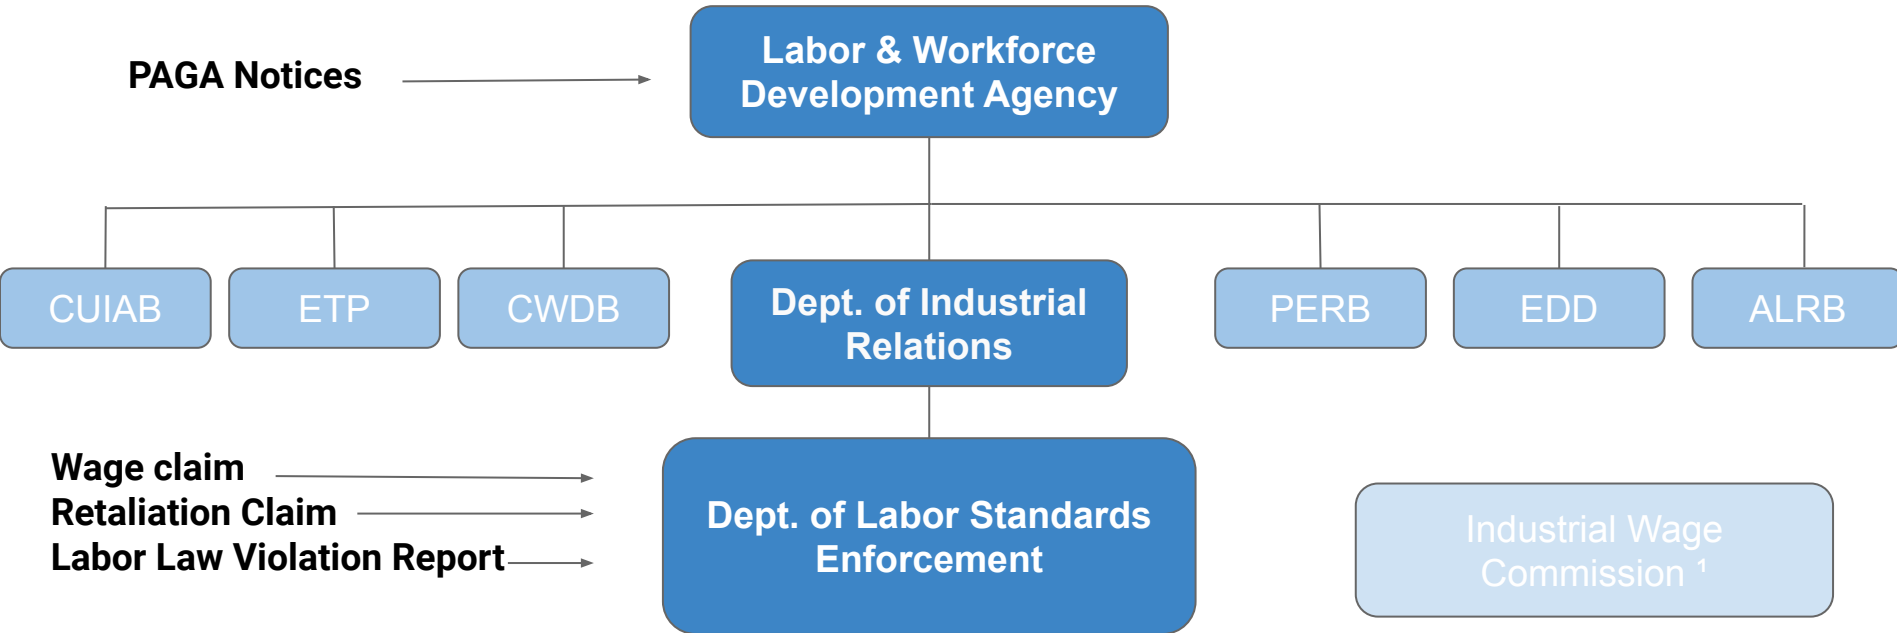 PAGA Notices
Labor & Workforce
Development Agency
CUIAB
ETP
CWDB
Dept. of Industrial
Relations
PERB
EDD
ALRB
Wage claim
Retaliation Claim
Labor Law Violation Report
Dept. of Labor Standards
Enforcement
Industrial Wage
Commission ¹